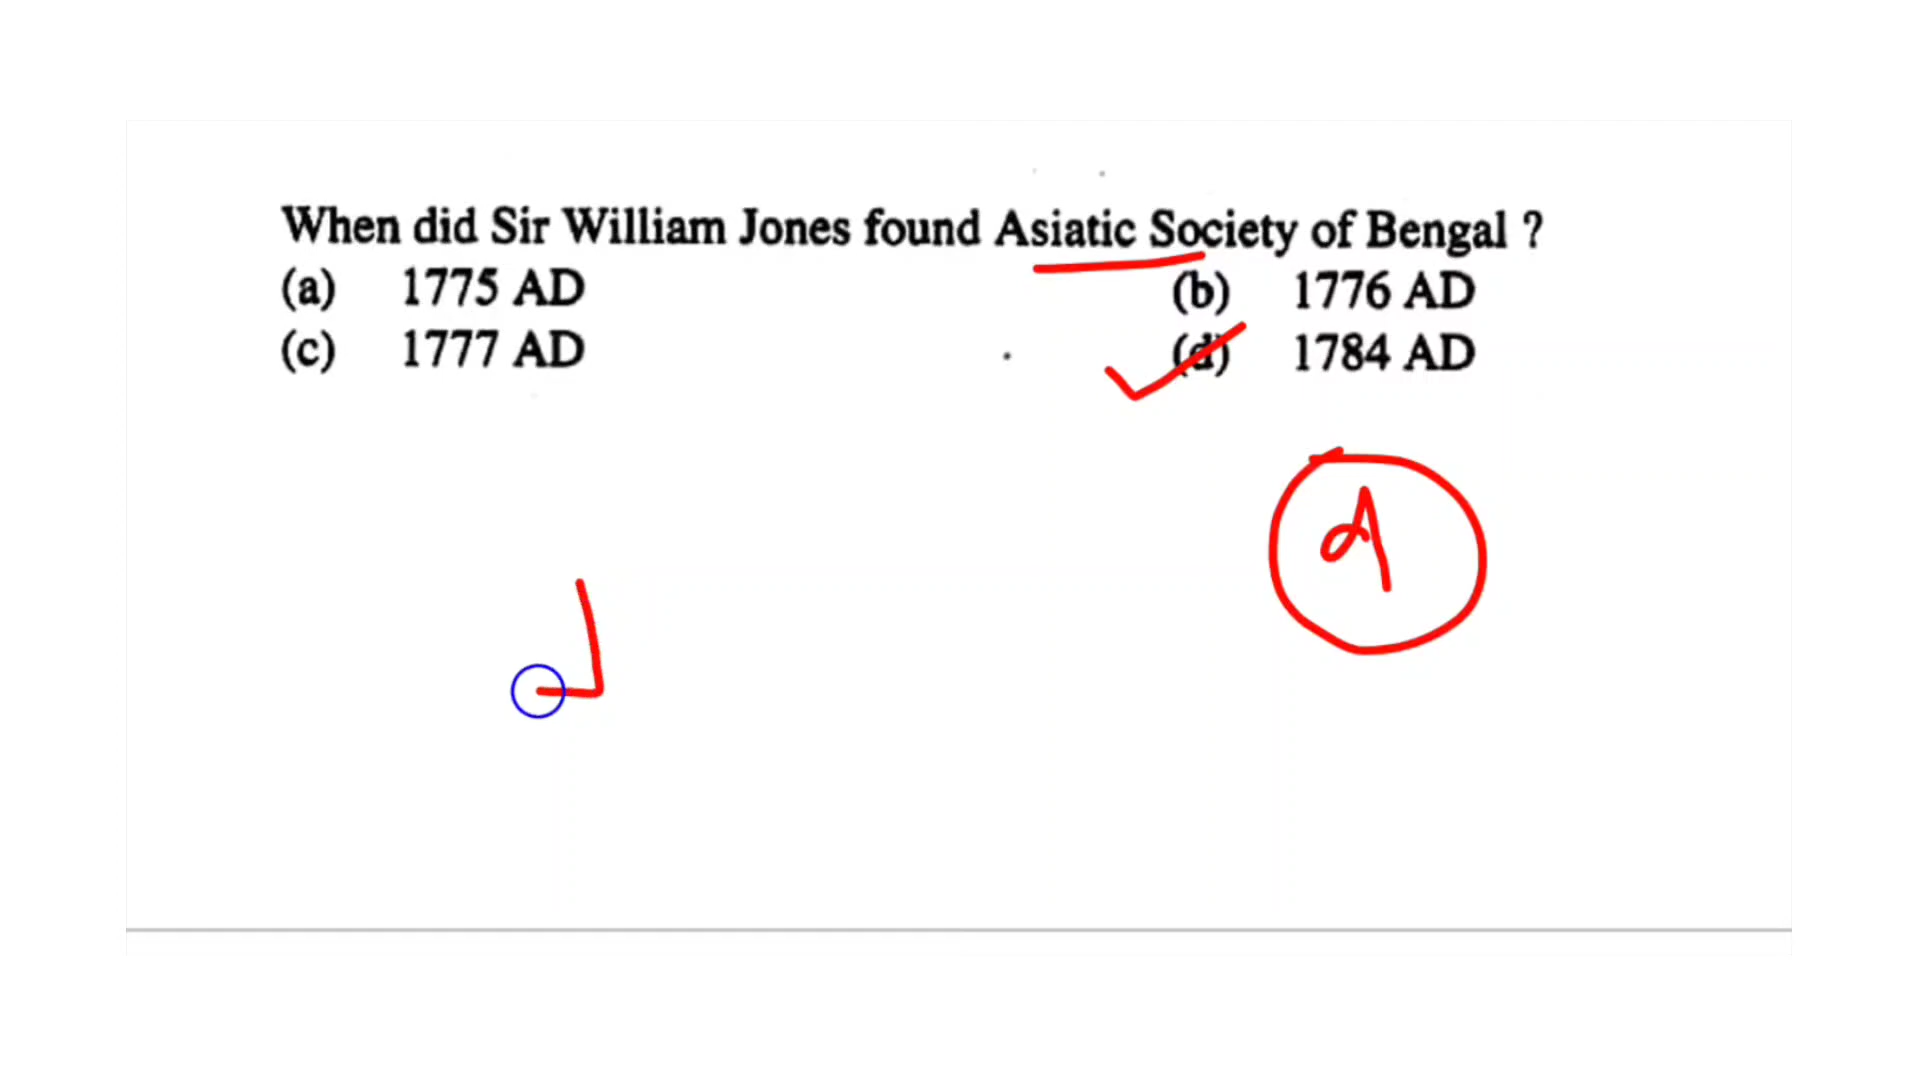 When did Sir William Jones found Asiatic Society of Bengal ?
(a) 1775 AD (b) 1776 AD
(c) 1777 AD (d) 1784 AD
d